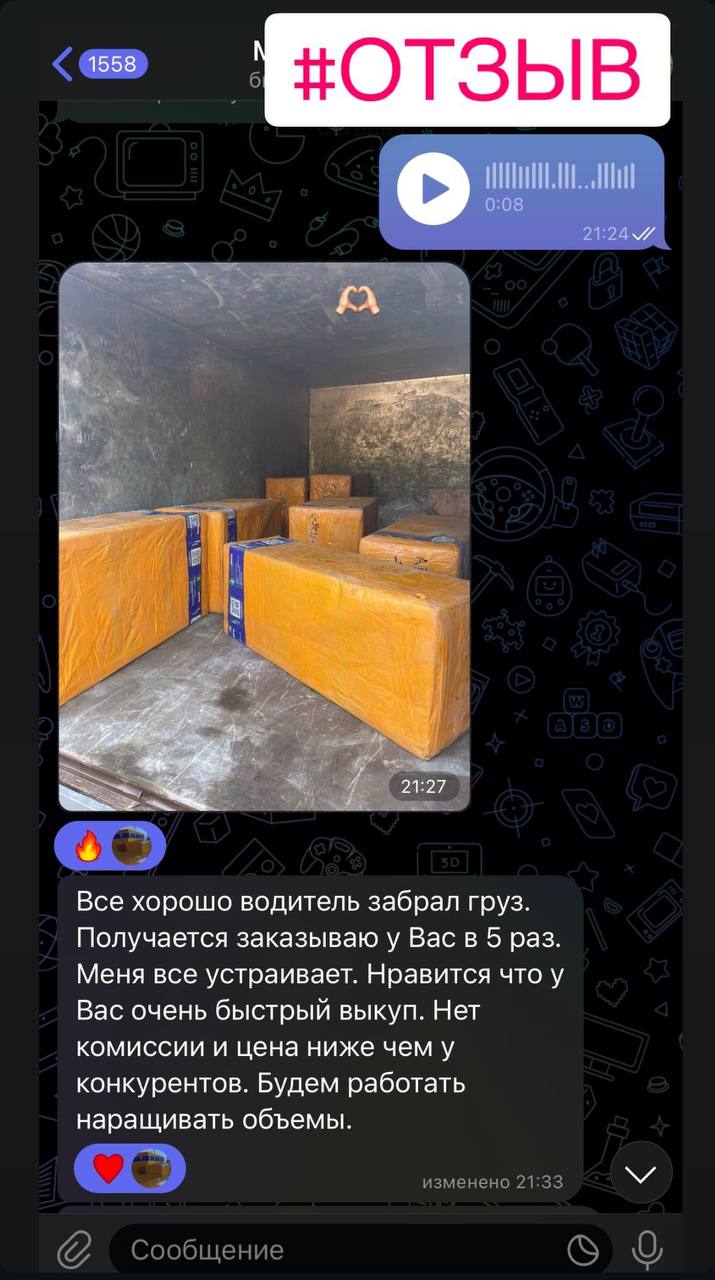 1558
#ОТЗЫВ
0:08
21:24
21:27
3D
W
A S D
Все хорошо водитель забрал груз.
Получается заказываю у Вас в 5 раз.
Меня все устраивает. Нравится что у
Вас очень быстрый выкуп. Нет
комиссии и цена ниже чем у
конкурентов. Будем работать
наращивать объемы.
изменено 21:33
Сообщение